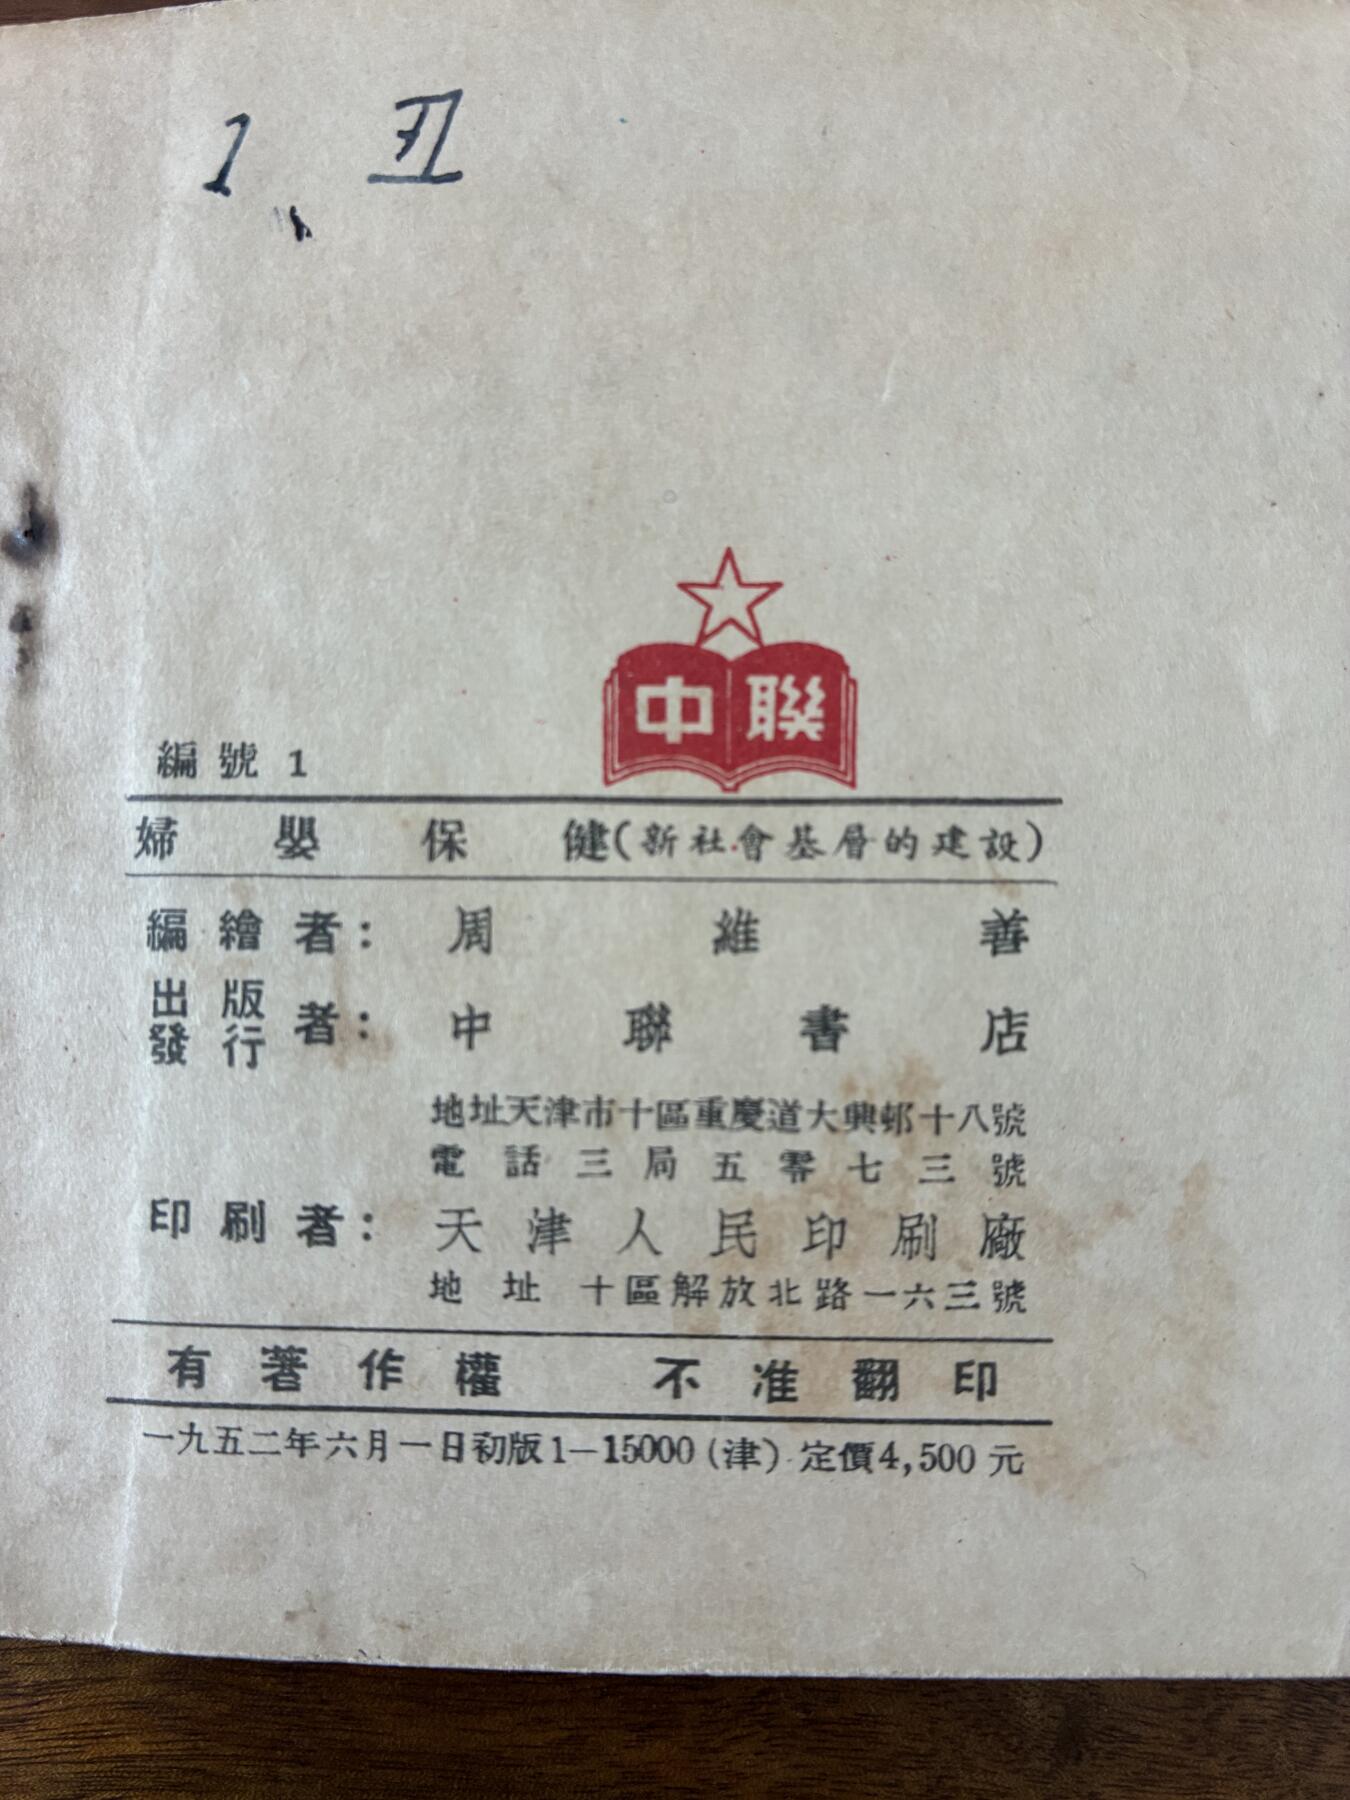 1 丑
中聯
編號 1
婦嬰保健(新社會基層的建設)
編繪者：周維善
出版
發行
者：中聯書店
地址天津市十區重慶道大興邨十八號
電話三局五零七三號
印刷者：天津人民印刷廠
地址 十區解放北路一六三號
有著作權 不准翻印
一九五二年六月一日初版1—15000(津) 定價4,500元